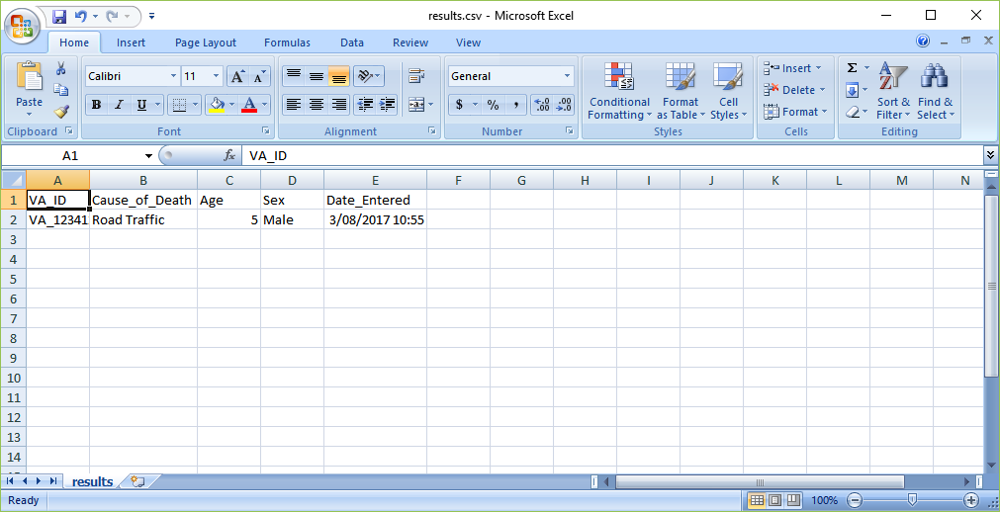 results.csv - Microsoft Excel
Home Insert Page Layout Formulas Data Review View
Paste
Calibri 11
B I U A
General
$ % ,
Conditional Formatting
Format as Table
Cell Styles
Insert
Delete
Format
Σ
Sort & Filter
Find & Select
Clipboard Font Alignment Number Styles Cells Editing
A1 fx VA_ID
A B C D E F G H I J K L M N
1 VA_ID Cause_of_Death Age Sex Date_Entered
2 VA_12341 Road Traffic 5 Male 3/08/2017 10:55
3
4
5
6
7
8
9
10
11
12
13
14
results
Ready 100%